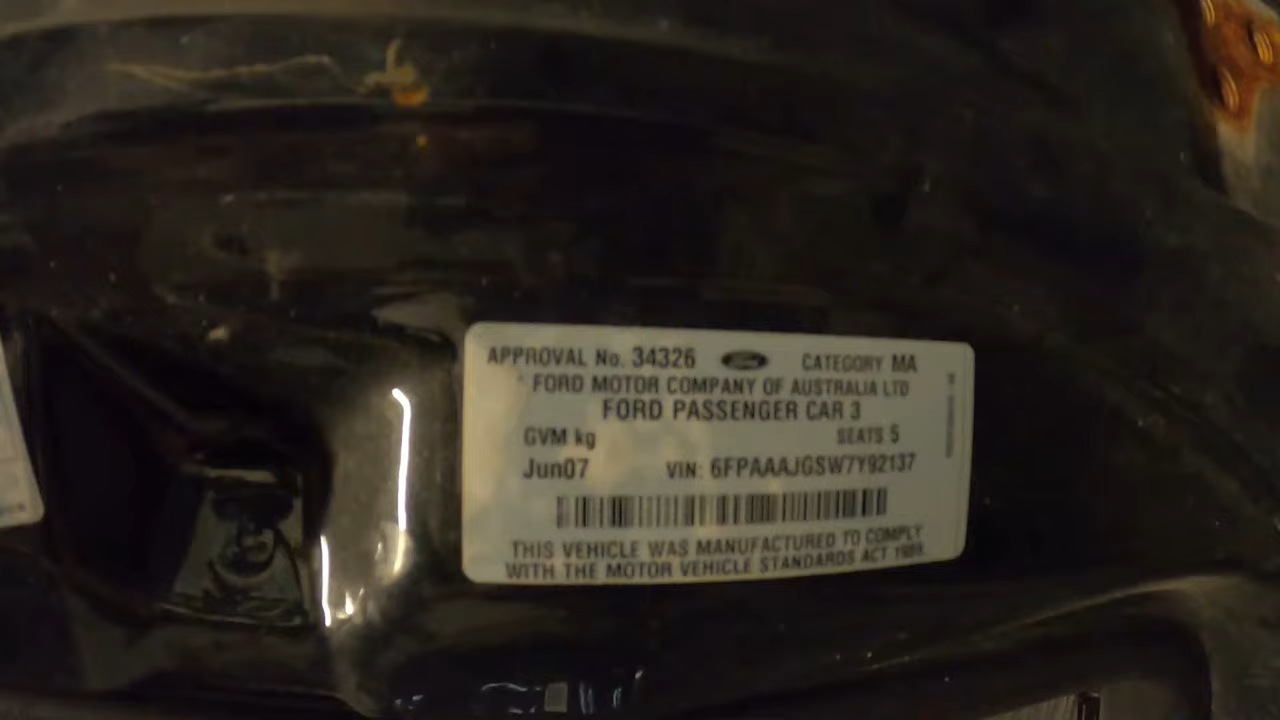 APPROVAL No. 34326 Ford CATEGORY MA
FORD MOTOR COMPANY OF AUSTRALIA LTD
FORD PASSENGER CAR 3
GVM kg SEATS 5
Jun07 VIN: 6FPAAAJGSW7Y92137
THIS VEHICLE WAS MANUFACTURED TO COMPLY
WITH THE MOTOR VEHICLE STANDARDS ACT 1989.